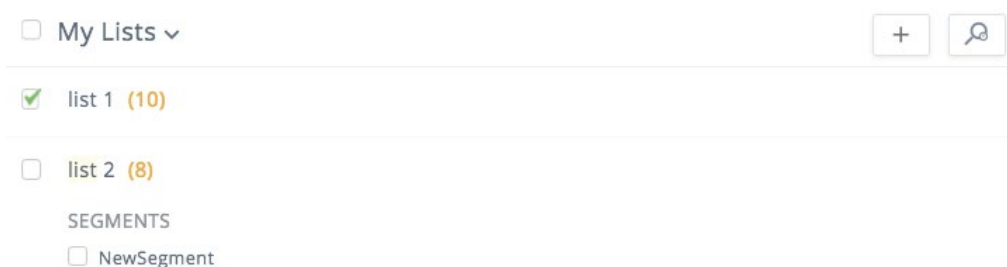 My Lists
list 1 (10)
list 2 (8)
SEGMENTS
NewSegment